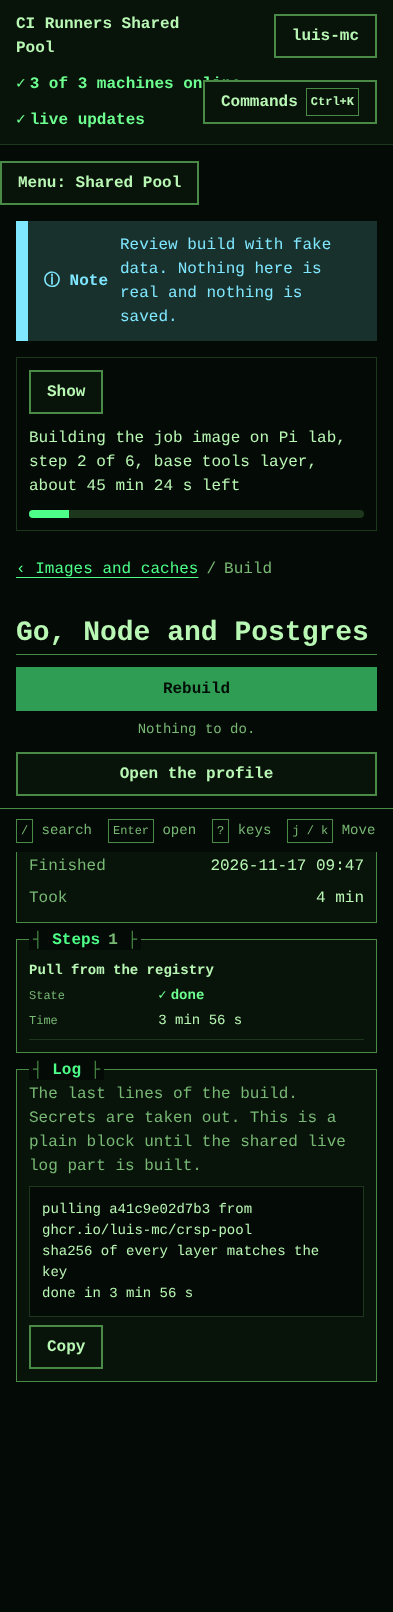 CI Runners Shared
Pool
luis-mc
✓ 3 of 3 machines online
Commands Ctrl+K
✓ live updates
Menu: Shared Pool
ⓘ Note
Review build with fake
data. Nothing here is
real and nothing is
saved.
Show
Building the job image on Pi lab,
step 2 of 6, base tools layer,
about 45 min 24 s left
‹ Images and caches / Build
Go, Node and Postgres
Rebuild
Nothing to do.
Open the profile
/ search Enter open ? keys j / k Move
Finished 2026-11-17 09:47
Took 4 min
Steps 1
Pull from the registry
State ✓ done
Time 3 min 56 s
Log
The last lines of the build.
Secrets are taken out. This is a
plain block until the shared live
log part is built.
pulling a41c9e02d7b3 from
ghcr.io/luis-mc/crsp-pool
sha256 of every layer matches the
key
done in 3 min 56 s
Copy